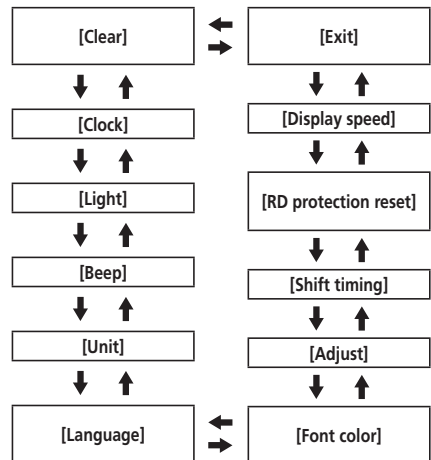 [Clear]
[Exit]
[Clock]
[Display speed]
[Light]
[RD protection reset]
[Beep]
[Shift timing]
[Unit]
[Adjust]
[Language]
[Font color]